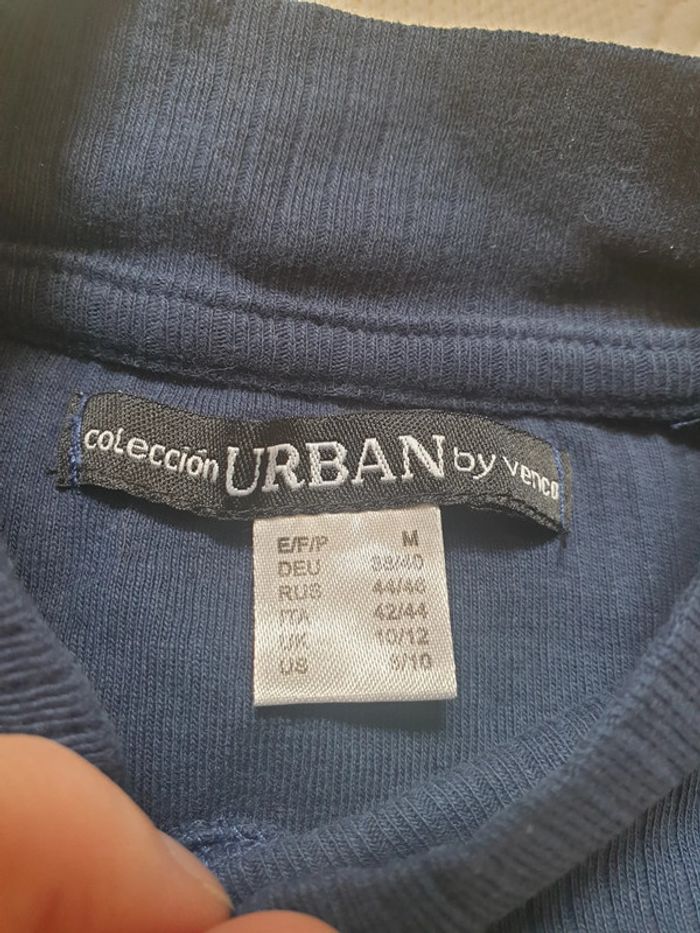 colección URBAN by venca
E/F/P M
DEU 38/40
RUS 44/46
ITA 42/44
UK 10/12
US 8/10